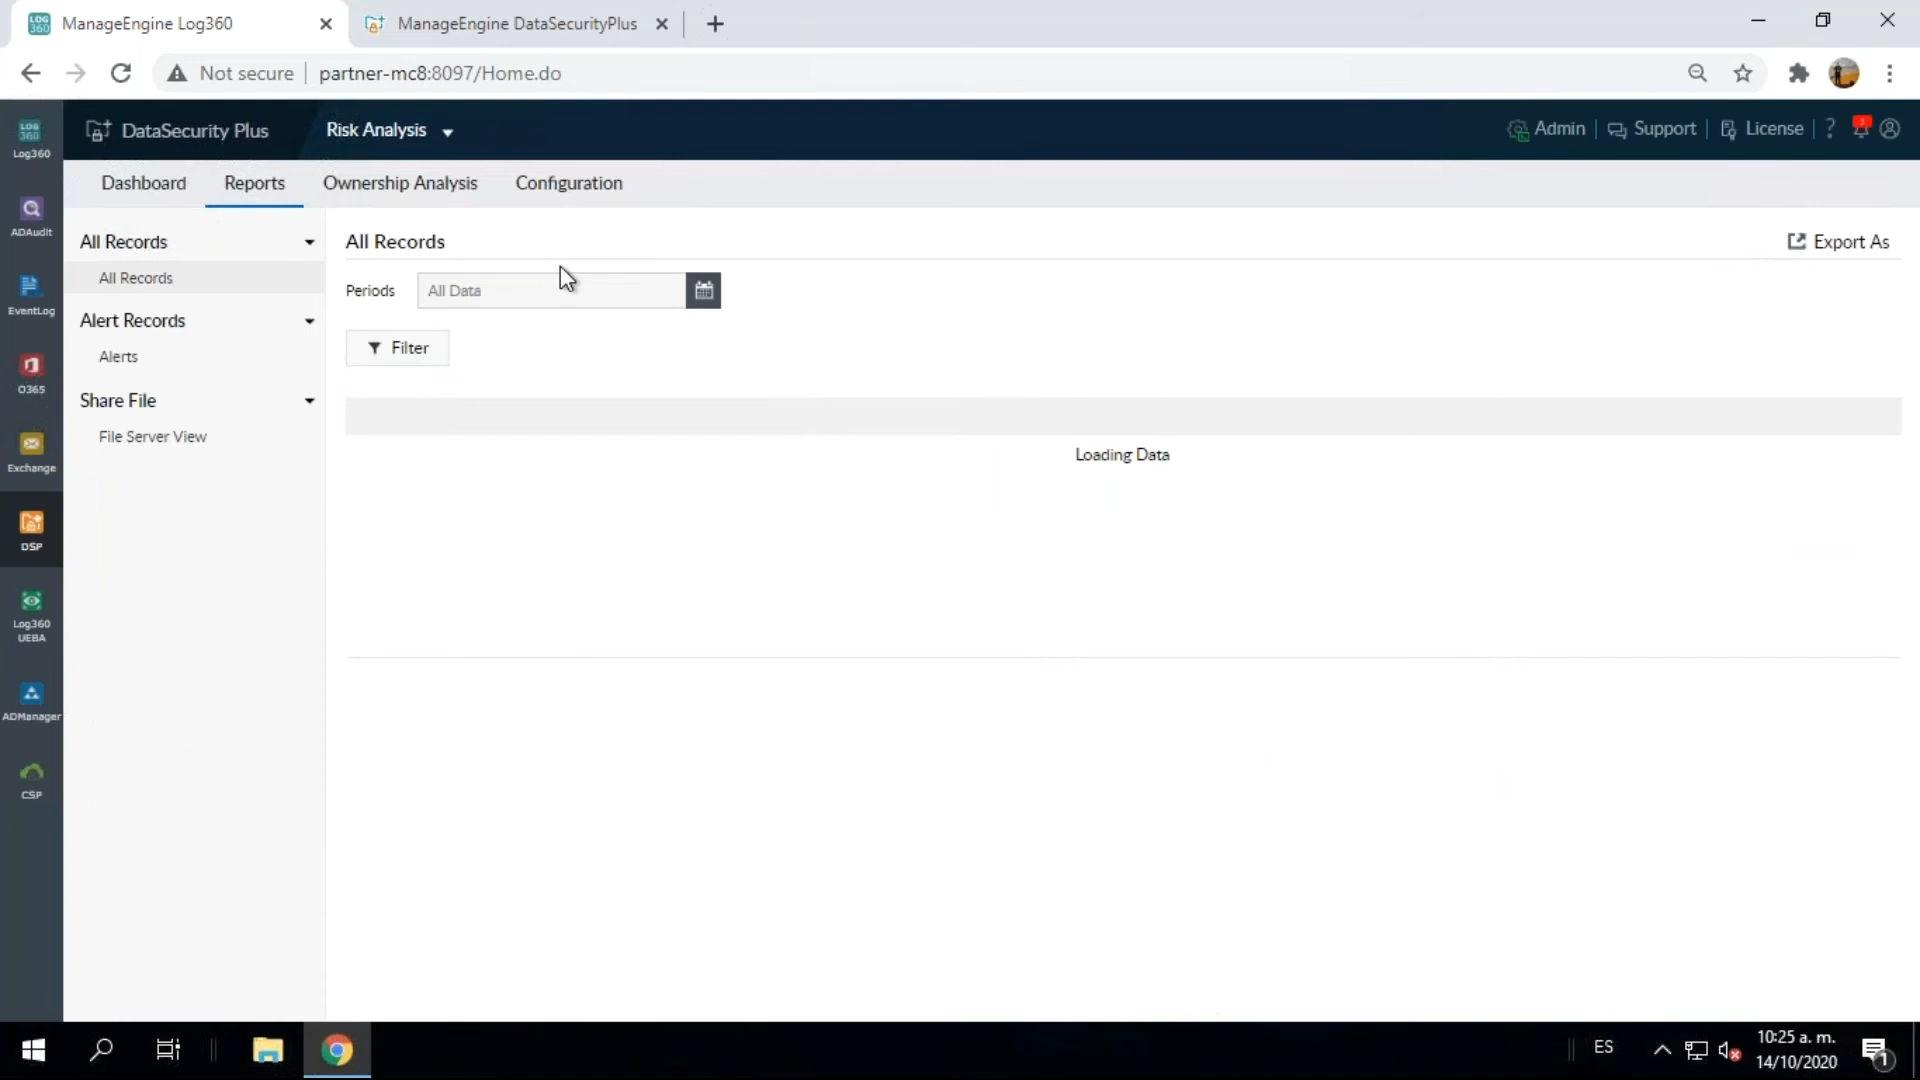 ManageEngine Log360
ManageEngine DataSecurityPlus
Not secure
partner-mc8:8097/Home.do
LOG 360
Log360
DataSecurity Plus
Risk Analysis
Admin
Support
License
?
Dashboard
Reports
Ownership Analysis
Configuration
ADAudit
EventLog
O365
Exchange
DSP
Log360
UEBA
ADManager
CSP
All Records
All Records
Alert Records
Alerts
Share File
File Server View
All Records
Export As
Periods
All Data
Filter
Loading Data
ES
10:25 a. m.
14/10/2020
1